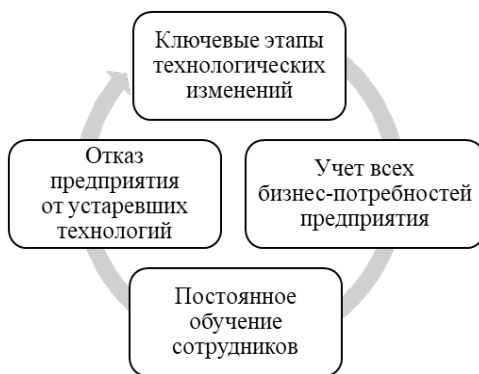 Ключевые этапы
технологических
изменений
Отказ
предприятия
от устаревших
технологий
Учет всех
бизнес-потребностей
предприятия
Постоянное
обучение
сотрудников